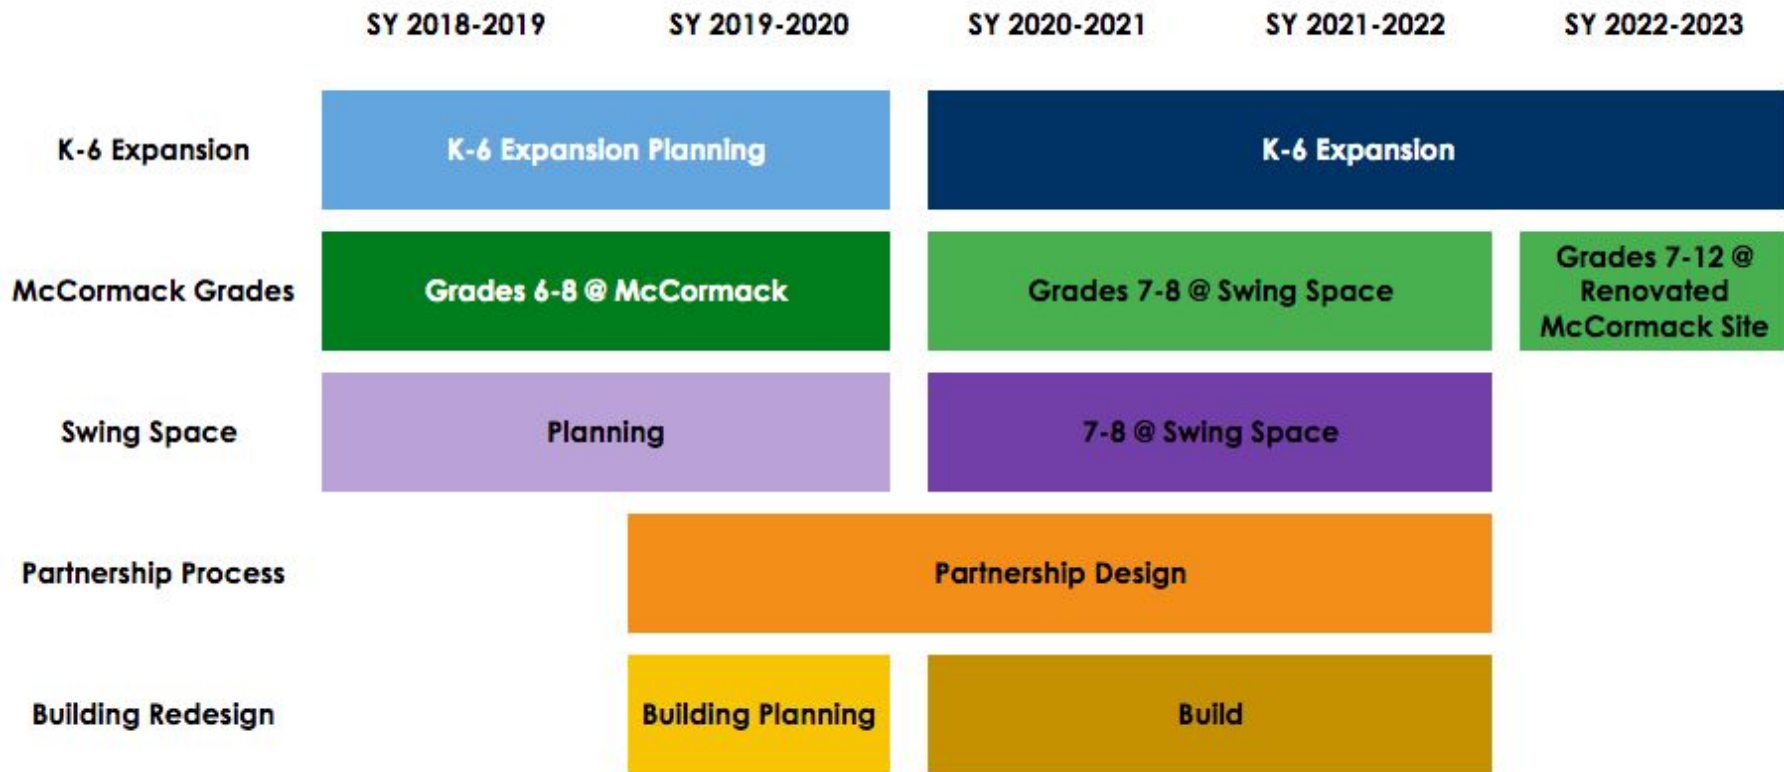 SY 2018-2019 SY 2019-2020 SY 2020-2021 SY 2021-2022 SY 2022-2023
K-6 Expansion K-6 Expansion Planning K-6 Expansion
McCormack Grades Grades 6-8 @ McCormack Grades 7-8 @ Swing Space Grades 7-12 @
Renovated
McCormack Site
Swing Space Planning 7-8 @ Swing Space
Partnership Process Partnership Design
Building Redesign Building Planning Build